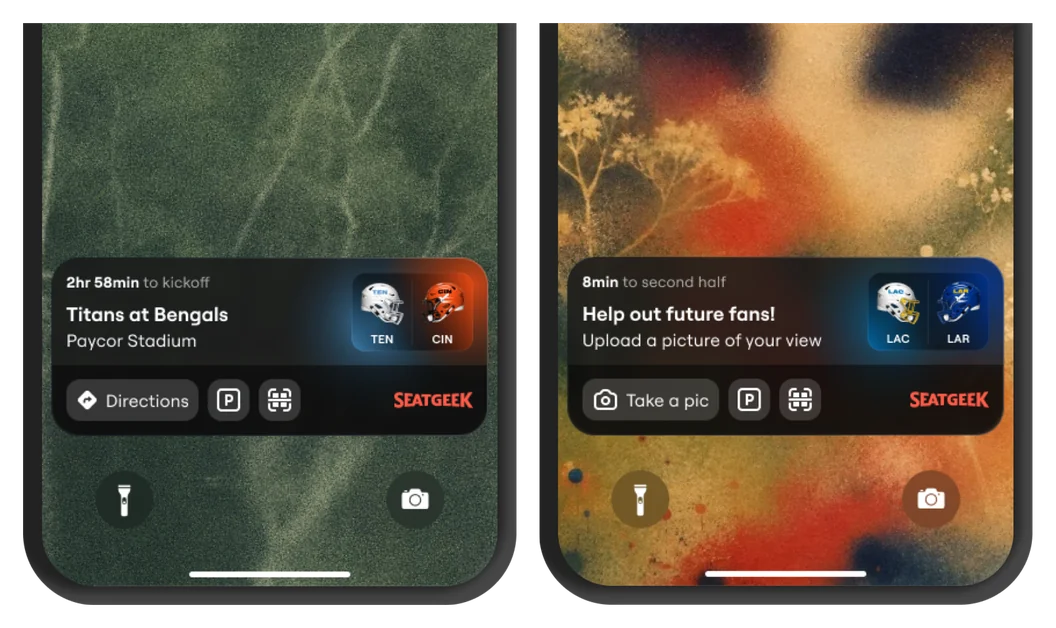 2hr 58min to kickoff
Titans at Bengals
Paycor Stadium
TEN
CIN
TEN CIN
Directions
P
SEATGEEK
8min to second half
Help out future fans!
Upload a picture of your view
LAC
LAR
LAC LAR
Take a pic
P
SEATGEEK